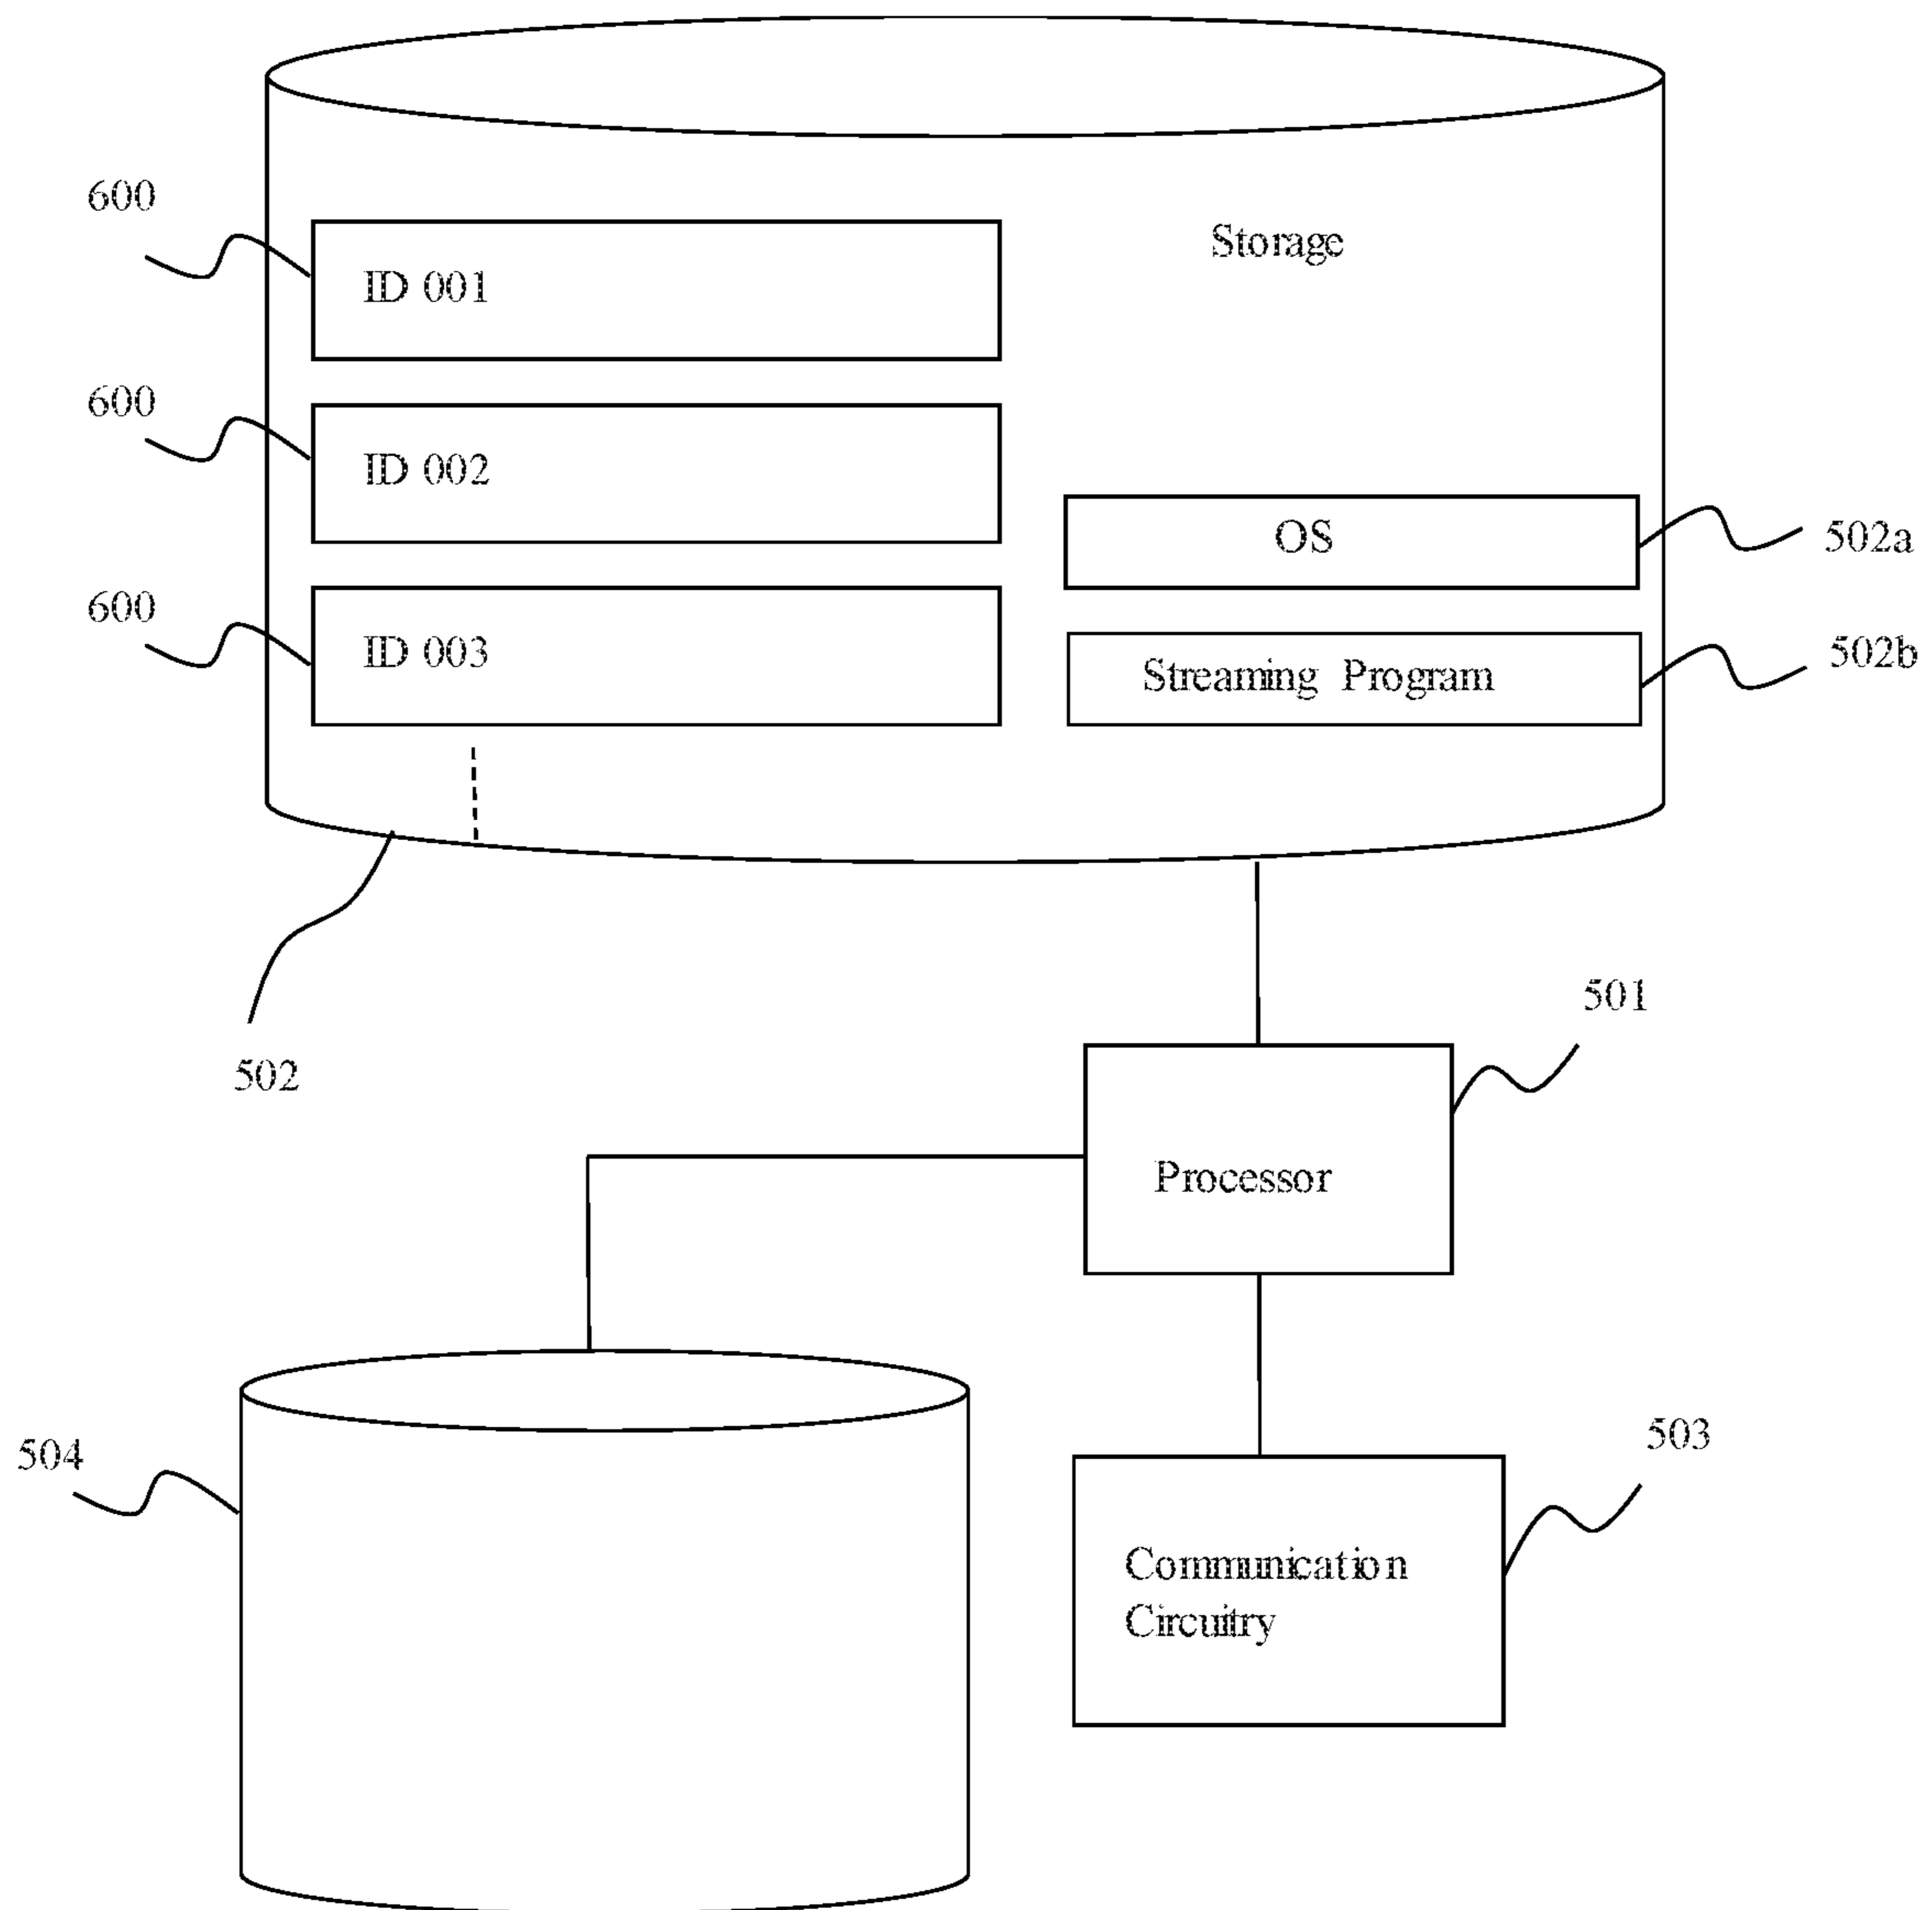 600
Storage
ID 001
600
ID 002
OS
502a
600
ID 003
Streaming Program
502b
501
502
Processor
503
504
Communication
Circuitry